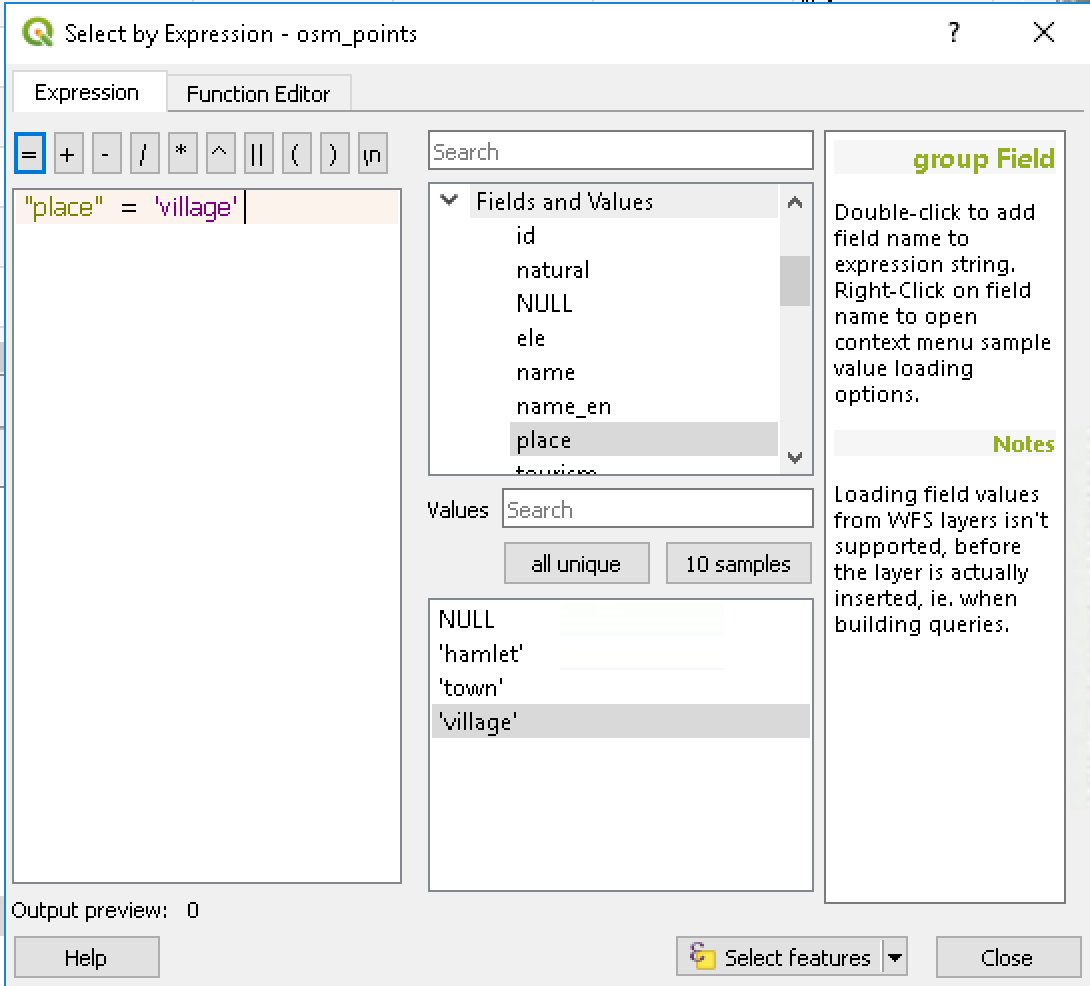 Select by Expression - osm_points
?
Expression
Function Editor
= + - / * ^ || ( ) \n
"place" = 'village'
Output preview: 0
Help
Search
Fields and Values
id
natural
NULL
ele
name
name_en
place
tourism
Values
Search
all unique
10 samples
NULL
'hamlet'
'town'
'village'
group Field
Double-click to add
field name to
expression string.
Right-Click on field
name to open
context menu sample
value loading
options.
Notes
Loading field values
from WFS layers isn't
supported, before
the layer is actually
inserted, ie. when
building queries.
Select features
Close